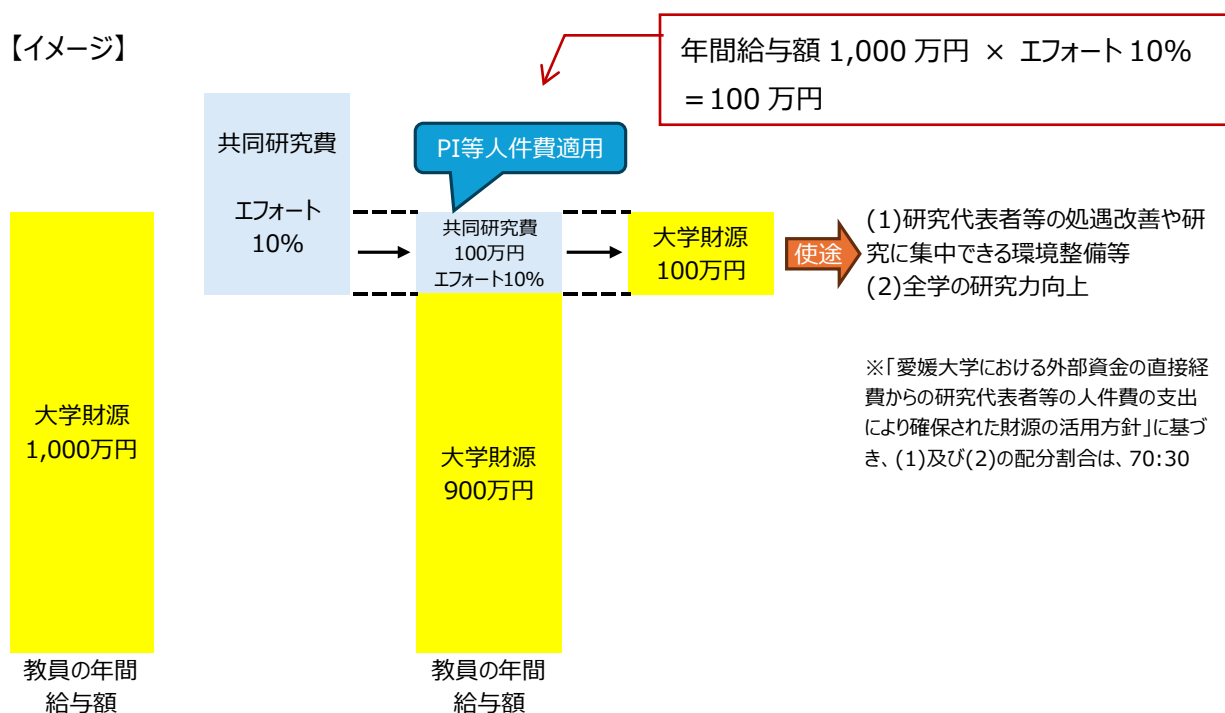 【イメージ】
年間給与額 1,000 万円 × エフォート 10%
＝100 万円
共同研究費
エフォート
10%
PI等人件費適用
共同研究費
100万円
エフォート10%
大学財源
100万円
使途
(1)研究代表者等の処遇改善や研
究に集中できる環境整備等
(2)全学の研究力向上
※「愛媛大学における外部資金の直接経
費からの研究代表者等の人件費の支出
により確保された財源の活用方針」に基づ
き、(1)及び(2)の配分割合は、70:30
大学財源
1,000万円
大学財源
900万円
教員の年間
給与額
教員の年間
給与額